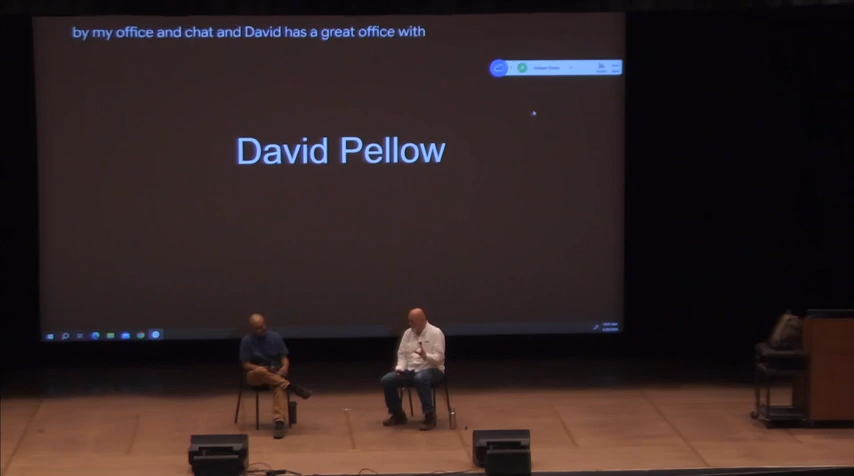 by my office and chat and David has a great office with
David Pellow